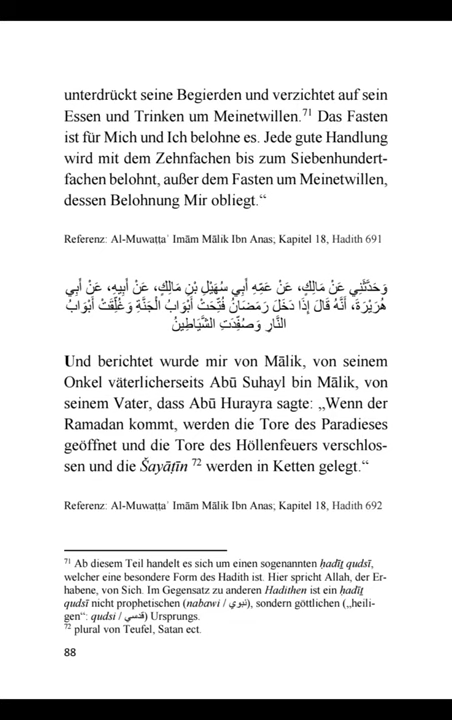 unterdrückt seine Begierden und verzichtet auf sein
Essen und Trinken um Meinetwillen.71 Das Fasten
ist für Mich und Ich belohne es. Jede gute Handlung
wird mit dem Zehnfachen bis zum Siebenhundert-
fachen belohnt, außer dem Fasten um Meinetwillen,
dessen Belohnung Mir obliegt.“
Referenz: Al-Muwaṭṭaʾ Imām Mālik Ibn Anas; Kapitel 18, Hadith 691
وَحَدَّثَنِي عَنْ مَالِكٍ، عَنْ عَمِّهِ أَبِي سُهَيْلِ بْنِ مَالِكٍ، عَنْ أَبِيهِ، عَنْ أَبِي
هُرَيْرَةَ، أَنَّهُ قَالَ إِذَا دَخَلَ رَمَضَانُ فُتِّحَتْ أَبْوَابُ الْجَنَّةِ وَغُلِّقَتْ أَبْوَابُ
النَّارِ وَصُفِّدَتِ الشَّيَاطِينُ
Und berichtet wurde mir von Mālik, von seinem
Onkel väterlicherseits Abū Suhayl bin Mālik, von
seinem Vater, dass Abū Hurayra sagte: „Wenn der
Ramadan kommt, werden die Tore des Paradieses
geöffnet und die Tore des Höllenfeuers verschlos-
sen und die Šayāṭīn 72 werden in Ketten gelegt.“
Referenz: Al-Muwaṭṭaʾ Imām Mālik Ibn Anas; Kapitel 18, Hadith 692
71 Ab diesem Teil handelt es sich um einen sogenannten ḥadīṯ qudsī,
welcher eine besondere Form des Hadith ist. Hier spricht Allah, der Er-
habene, von Sich. Im Gegensatz zu anderen Hadithen ist ein ḥadīṯ
qudsī nicht prophetischen (nabawi / نبوي), sondern göttlichen („heili-
gen“: qudsi / قدسي) Ursprungs.
72 plural von Teufel, Satan ect.
88